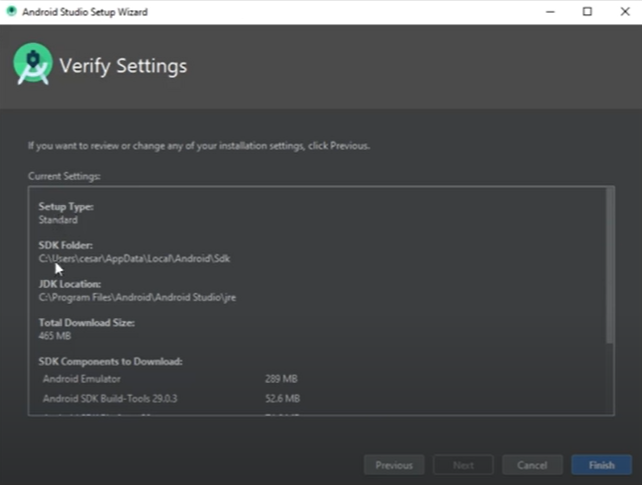 Android Studio Setup Wizard
Verify Settings
If you want to review or change any of your installation settings, click Previous.
Current Settings:
Setup Type:
Standard
SDK Folder:
C:\Users\cesar\AppData\Local\Android\Sdk
JDK Location:
C:\Program Files\Android\Android Studio\jre
Total Download Size:
465 MB
SDK Components to Download:
Android Emulator 289 MB
Android SDK Build-Tools 29.0.3 52.6 MB
Previous Next Cancel Finish